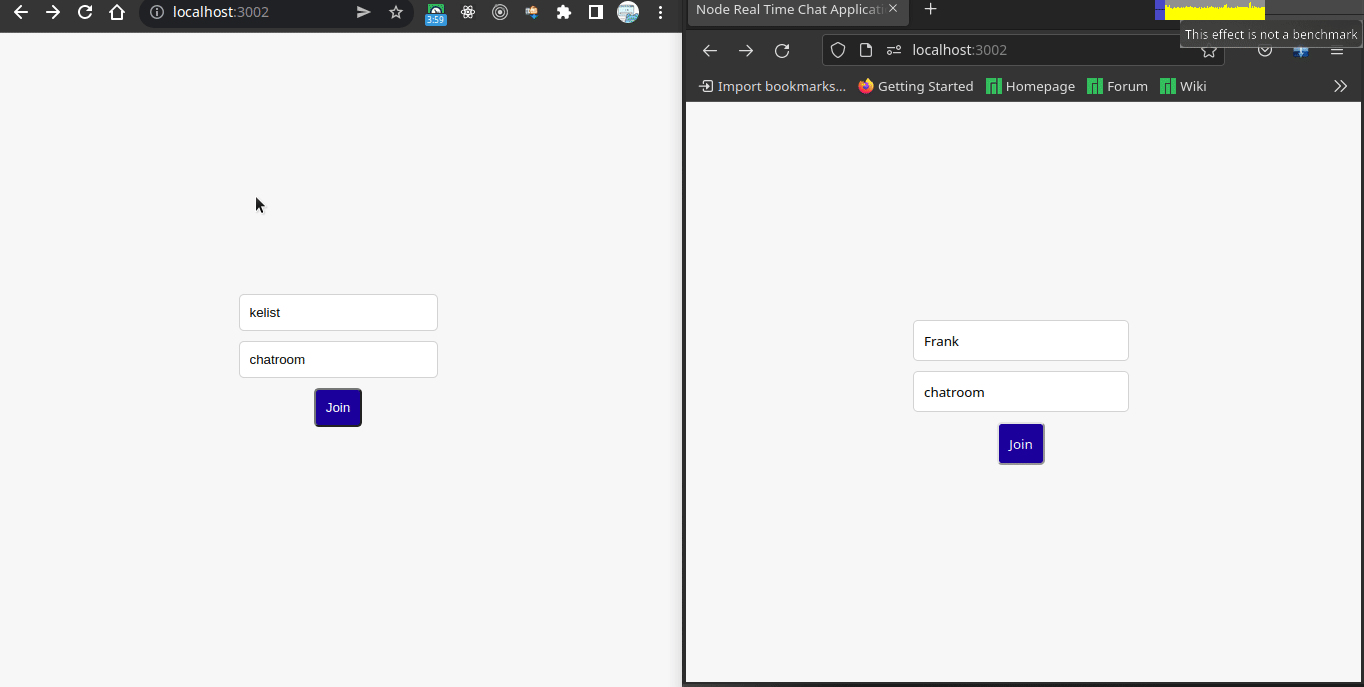 localhost:3002
3:59
kelist
chatroom
Join
Node Real Time Chat Applicati
This effect is not a benchmark
localhost:3002
Import bookmarks... Getting Started Homepage Forum Wiki
Frank
chatroom
Join